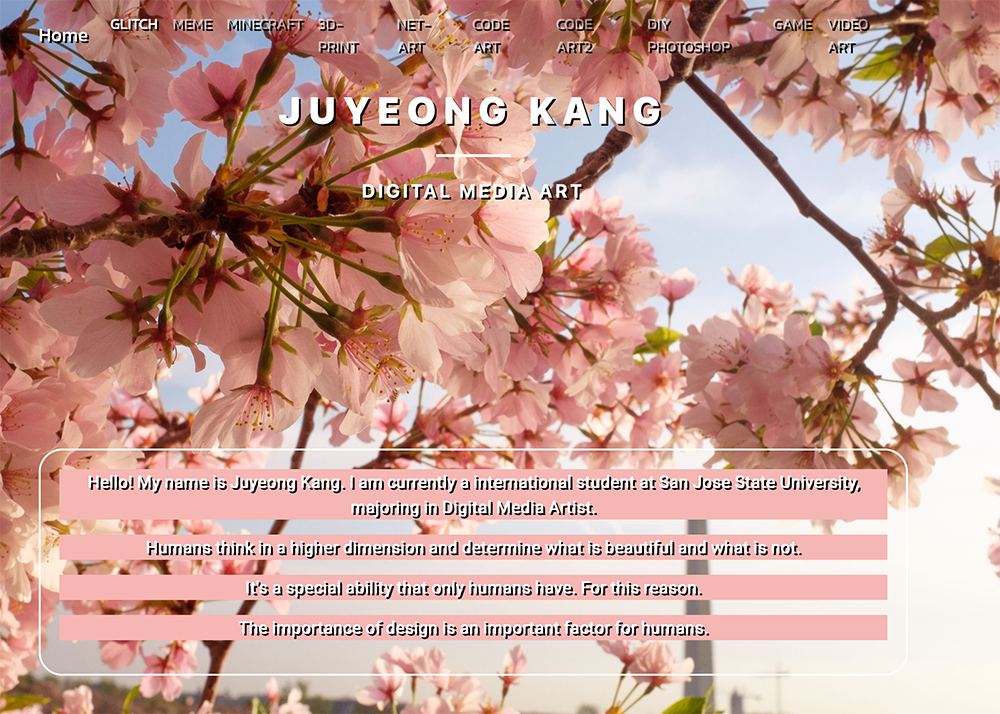 Home GLITCH MEME MINECRAFT 3D-PRINT NET-ART CODE ART CODE ART2 DIY PHOTOSHOP GAME VIDEO ART
JUYEONG KANG
DIGITAL MEDIA ART
Hello! My name is Juyeong Kang. I am currently a international student at San Jose State University,
majoring in Digital Media Artist.
Humans think in a higher dimension and determine what is beautiful and what is not.
It's a special ability that only humans have. For this reason.
The importance of design is an important factor for humans.